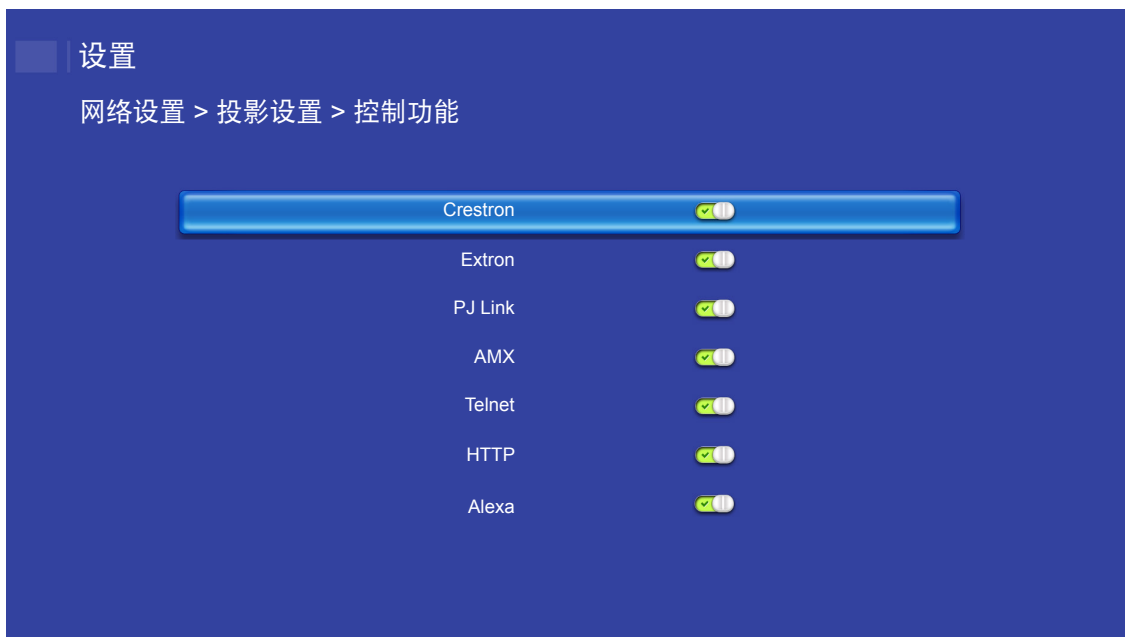 设置
网络设置 > 投影设置 > 控制功能
Crestron
Extron
PJ Link
AMX
Telnet
HTTP
Alexa